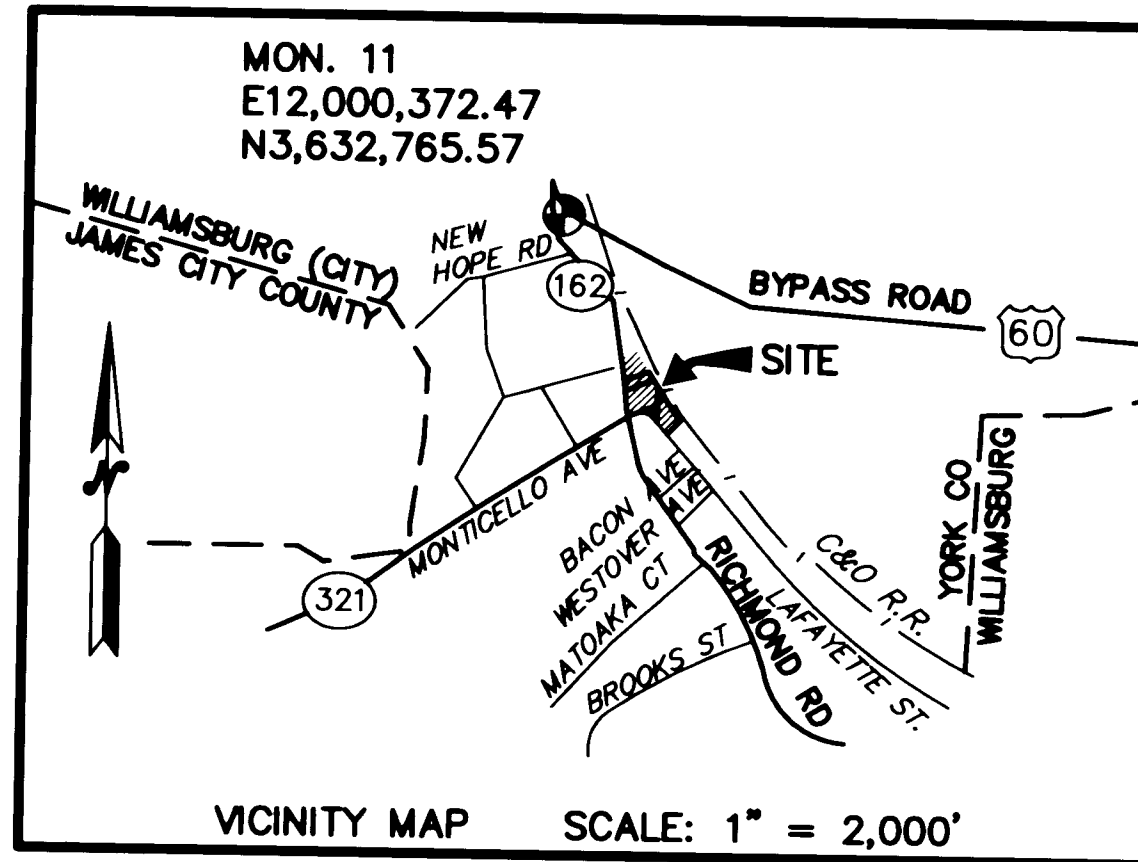 MON. 11
E12,000,372.47
N3,632,765.57
WILLIAMSBURG (CITY)
JAMES CITY COUNTY
NEW
HOPE RD
162
BYPASS ROAD
60
SITE
N
MONTICELLO AVE
321
BACON AVE
WESTOVER AVE
MATOAKA CT
BROOKS ST
RICHMOND RD
LAFAYETTE ST.
C&O R.R.
YORK CO
WILLIAMSBURG
VICINITY MAP SCALE: 1" = 2,000'